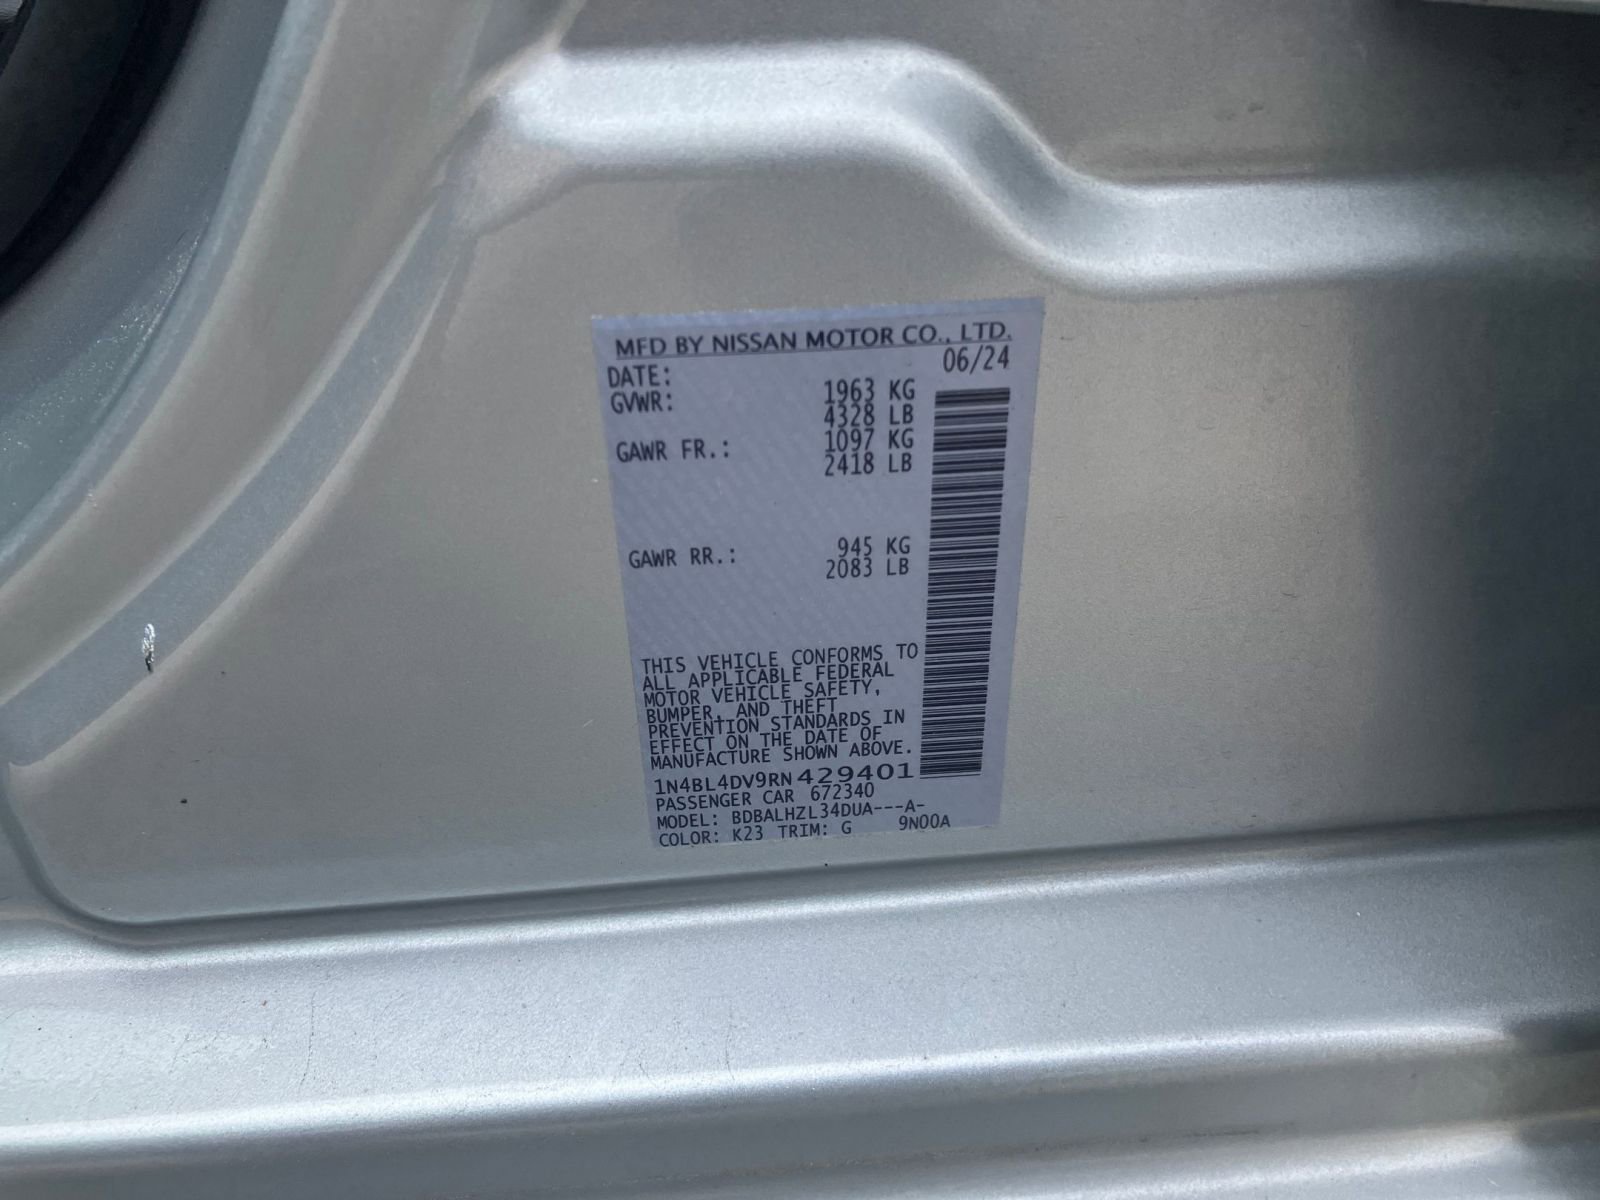 MFD BY NISSAN MOTOR CO., LTD.
DATE: 06/24
GVWR: 1963 KG
4328 LB
GAWR FR.: 1097 KG
2418 LB
GAWR RR.: 945 KG
2083 LB
THIS VEHICLE CONFORMS TO
ALL APPLICABLE FEDERAL
MOTOR VEHICLE SAFETY,
BUMPER, AND THEFT
PREVENTION STANDARDS IN
EFFECT ON THE DATE OF
MANUFACTURE SHOWN ABOVE.
1N4BL4DV9RN429401
PASSENGER CAR 672340
MODEL: BDBALHZL34DUA---A-
COLOR: K23 TRIM: G 9N00A